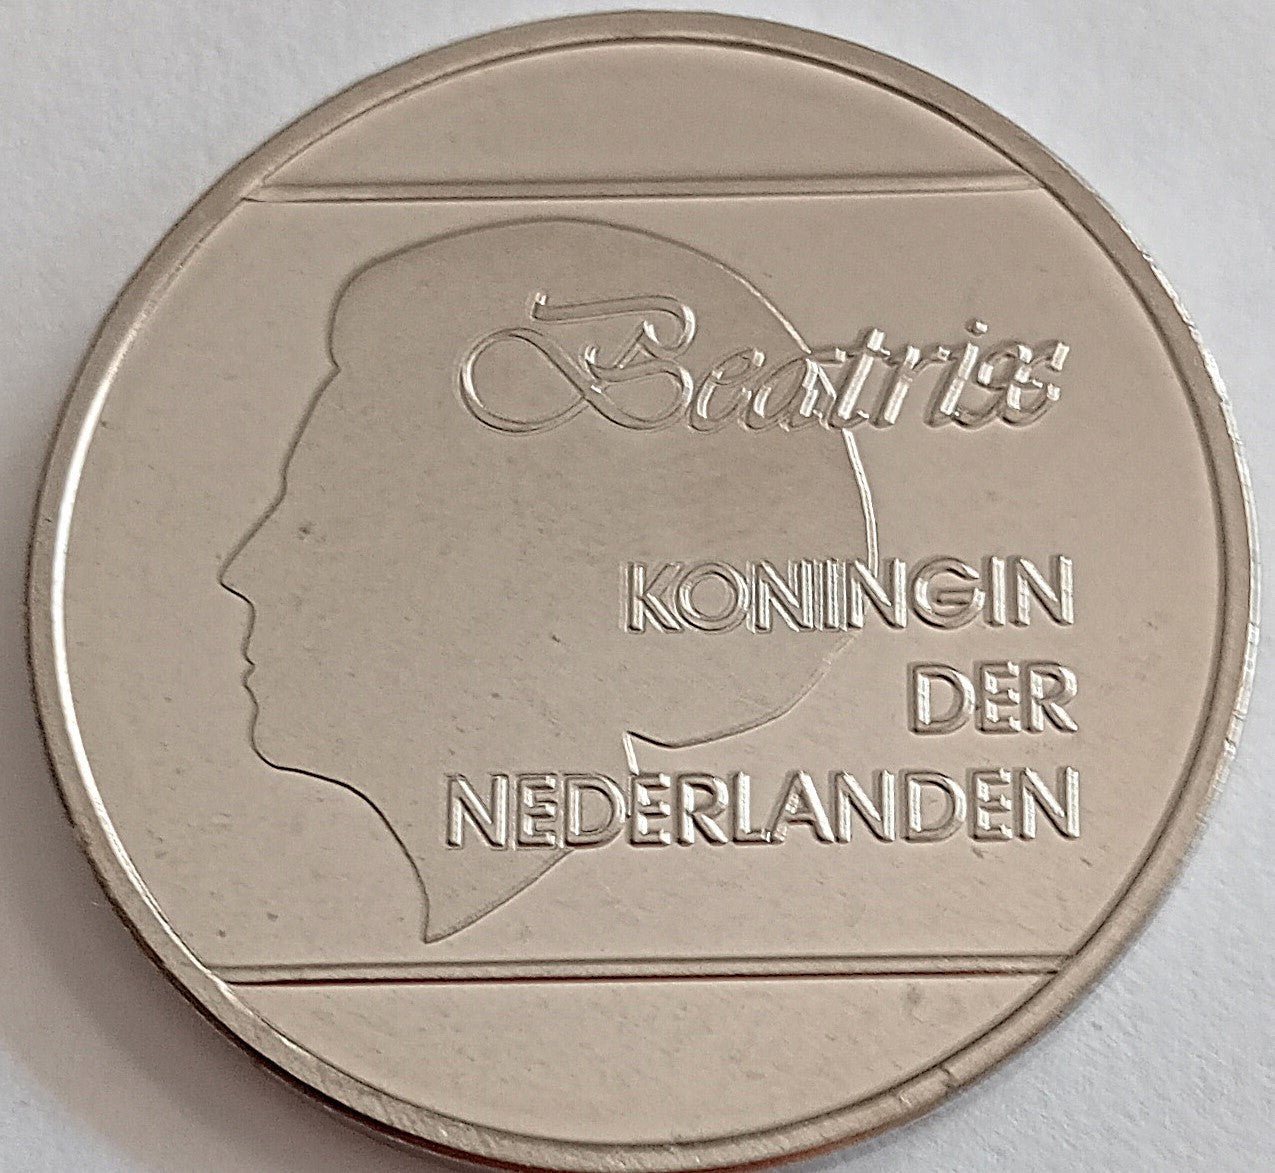 Beatrix
KONINGIN
DER
NEDERLANDEN